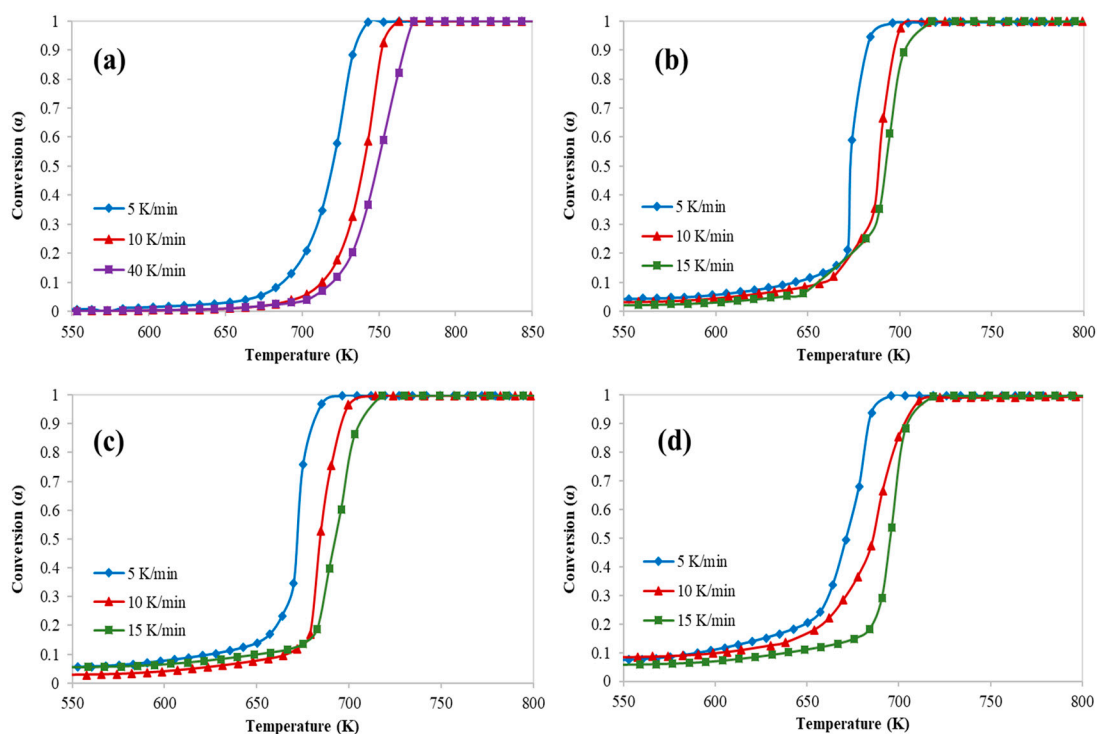 1
0.9
0.8
0.7
0.6
0.5
0.4
0.3
0.2
0.1
0
Conversion (α)
(a)
5 K/min
10 K/min
40 K/min
550 600 650 700 750 800 850
Temperature (K)
1
0.9
0.8
0.7
0.6
0.5
0.4
0.3
0.2
0.1
0
Conversion (α)
(b)
5 K/min
10 K/min
15 K/min
550 600 650 700 750 800
Temperature (K)
1
0.9
0.8
0.7
0.6
0.5
0.4
0.3
0.2
0.1
0
Conversion (α)
(c)
5 K/min
10 K/min
15 K/min
550 600 650 700 750 800
Temperature (K)
1
0.9
0.8
0.7
0.6
0.5
0.4
0.3
0.2
0.1
0
Conversion (α)
(d)
5 K/min
10 K/min
15 K/min
550 600 650 700 750 800
Temperature (K)